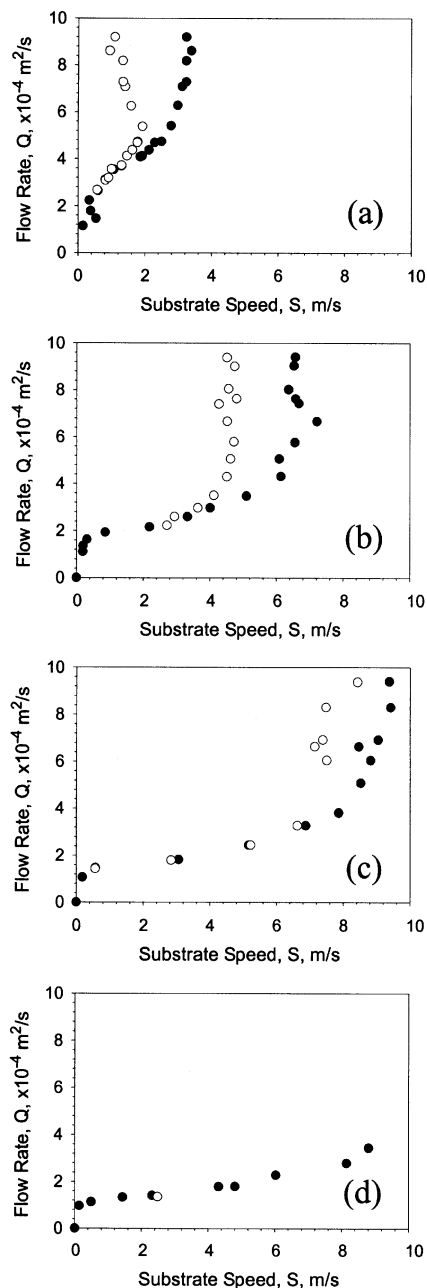 10
8
6
4
2
0
Flow Rate, Q, x10⁻⁴ m²/s
(a)
0 2 4 6 8 10
Substrate Speed, S, m/s
10
8
6
4
2
0
Flow Rate, Q, x10⁻⁴ m²/s
(b)
0 2 4 6 8 10
Substrate Speed, S, m/s
10
8
6
4
2
0
Flow Rate, Q, x10⁻⁴ m²/s
(c)
0 2 4 6 8 10
Substrate Speed, S, m/s
10
8
6
4
2
0
Flow Rate, Q, x10⁻⁴ m²/s
(d)
0 2 4 6 8 10
Substrate Speed, S, m/s